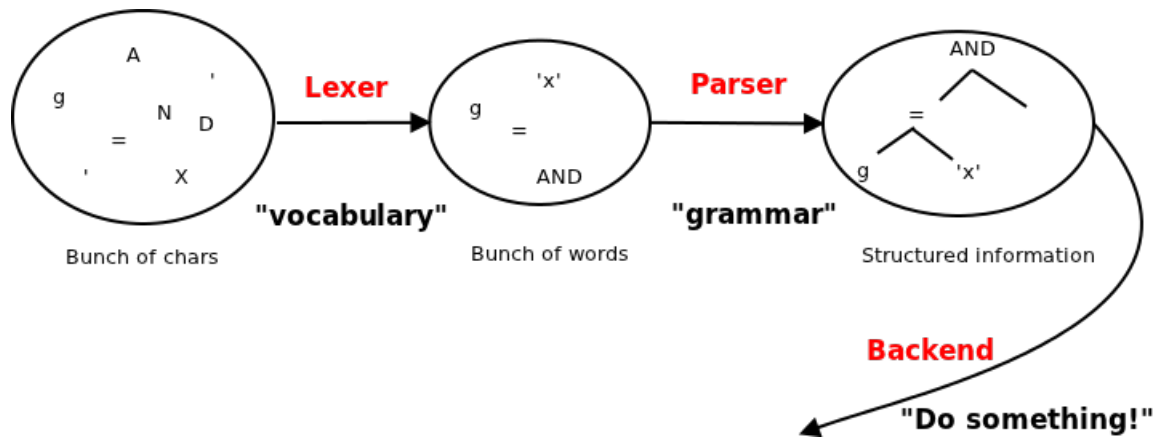 A
'
g
N
D
=
'
X
Bunch of chars
Lexer
"vocabulary"
'x'
g
=
AND
Bunch of words
Parser
"grammar"
AND
=
g
'x'
Structured information
Backend
"Do something!"